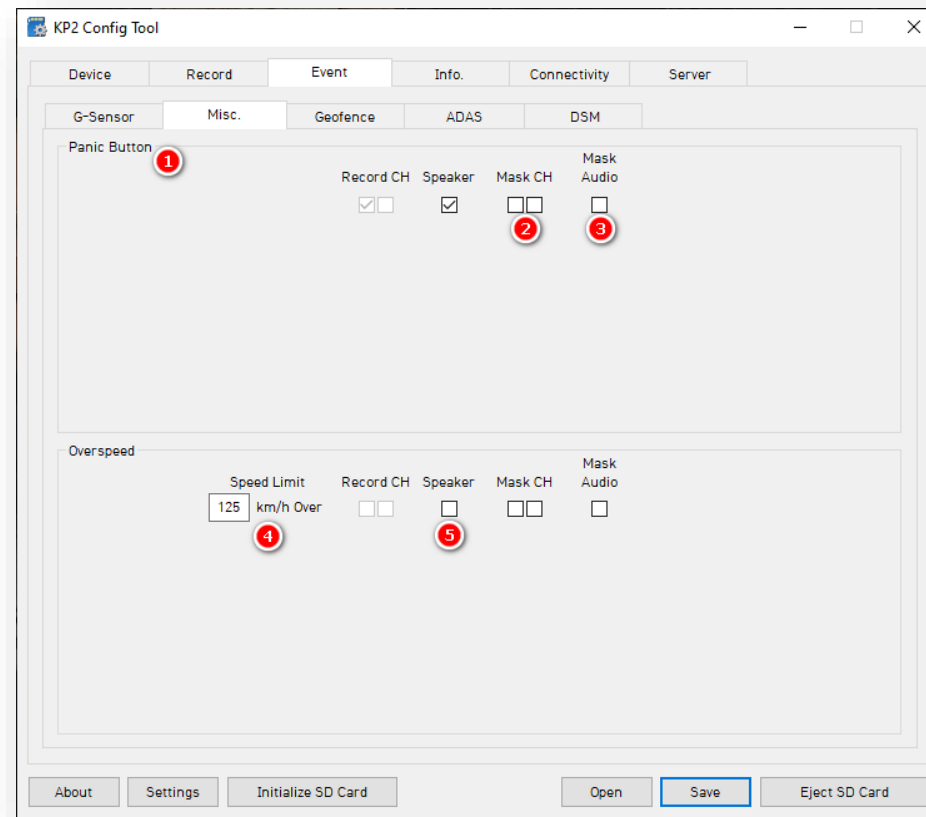 KP2 Config Tool
Device Record Event Info. Connectivity Server
G-Sensor Misc. Geofence ADAS DSM
Panic Button
1
Mask
Record CH Speaker Mask CH Audio
2 3
Overspeed
Mask
Speed Limit Record CH Speaker Mask CH Audio
125 km/h Over
4 5
About Settings Initialize SD Card Open Save Eject SD Card